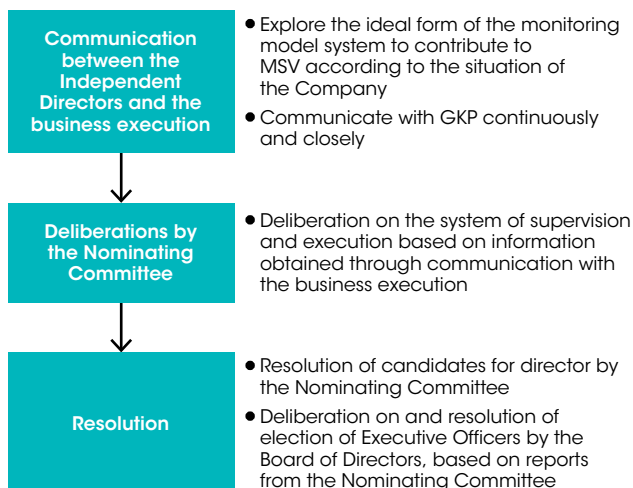 Communication
between the
Independent
Directors and the
business execution
● Explore the ideal form of the monitoring
model system to contribute to
MSV according to the situation of
the Company
● Communicate with GKP continuously
and closely
Deliberations by
the Nominating
Committee
● Deliberation on the system of supervision
and execution based on information
obtained through communication with
the business execution
Resolution
● Resolution of candidates for director by
the Nominating Committee
● Deliberation on and resolution of
election of Executive Officers by the
Board of Directors, based on reports
from the Nominating Committee